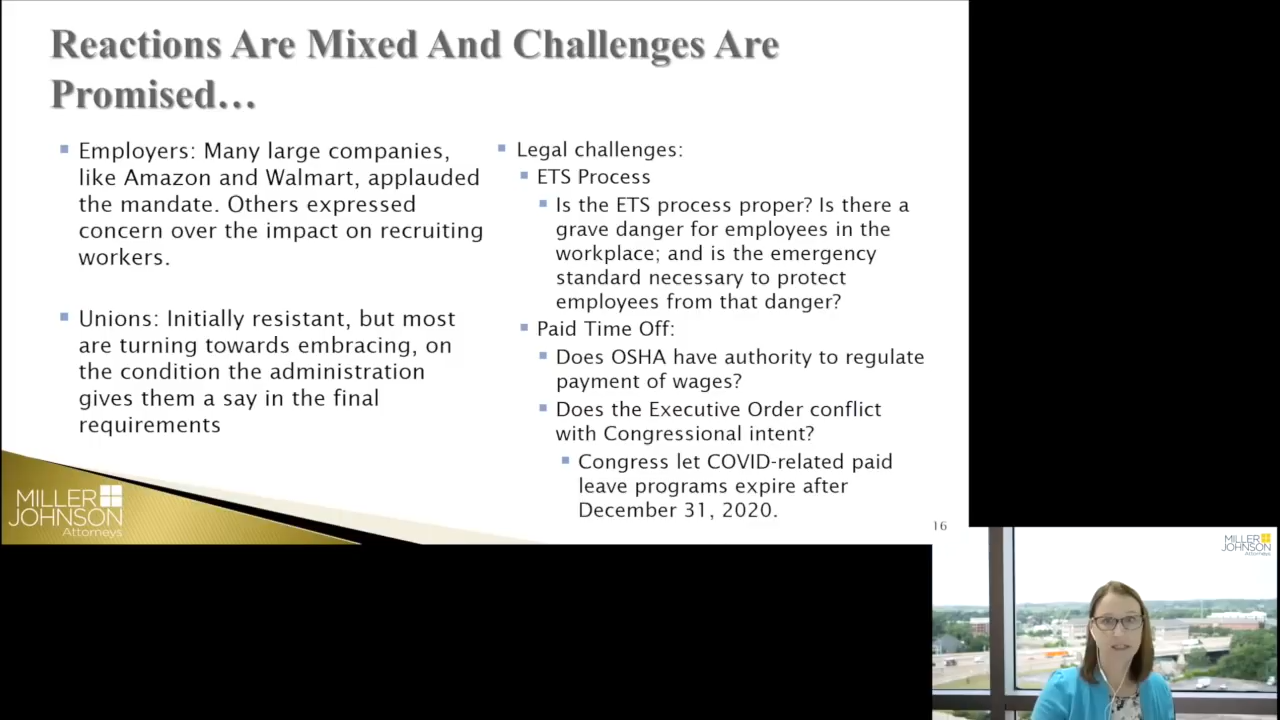 Reactions Are Mixed And Challenges Are
Promised…
Employers: Many large companies,
like Amazon and Walmart, applauded
the mandate. Others expressed
concern over the impact on recruiting
workers.
Unions: Initially resistant, but most
are turning towards embracing, on
the condition the administration
gives them a say in the final
requirements
Legal challenges:
ETS Process
Is the ETS process proper? Is there a
grave danger for employees in the
workplace; and is the emergency
standard necessary to protect
employees from that danger?
Paid Time Off:
Does OSHA have authority to regulate
payment of wages?
Does the Executive Order conflict
with Congressional intent?
Congress let COVID-related paid
leave programs expire after
December 31, 2020.
MILLER
JOHNSON
Attorneys
16
MILLER
JOHNSON
Attorneys